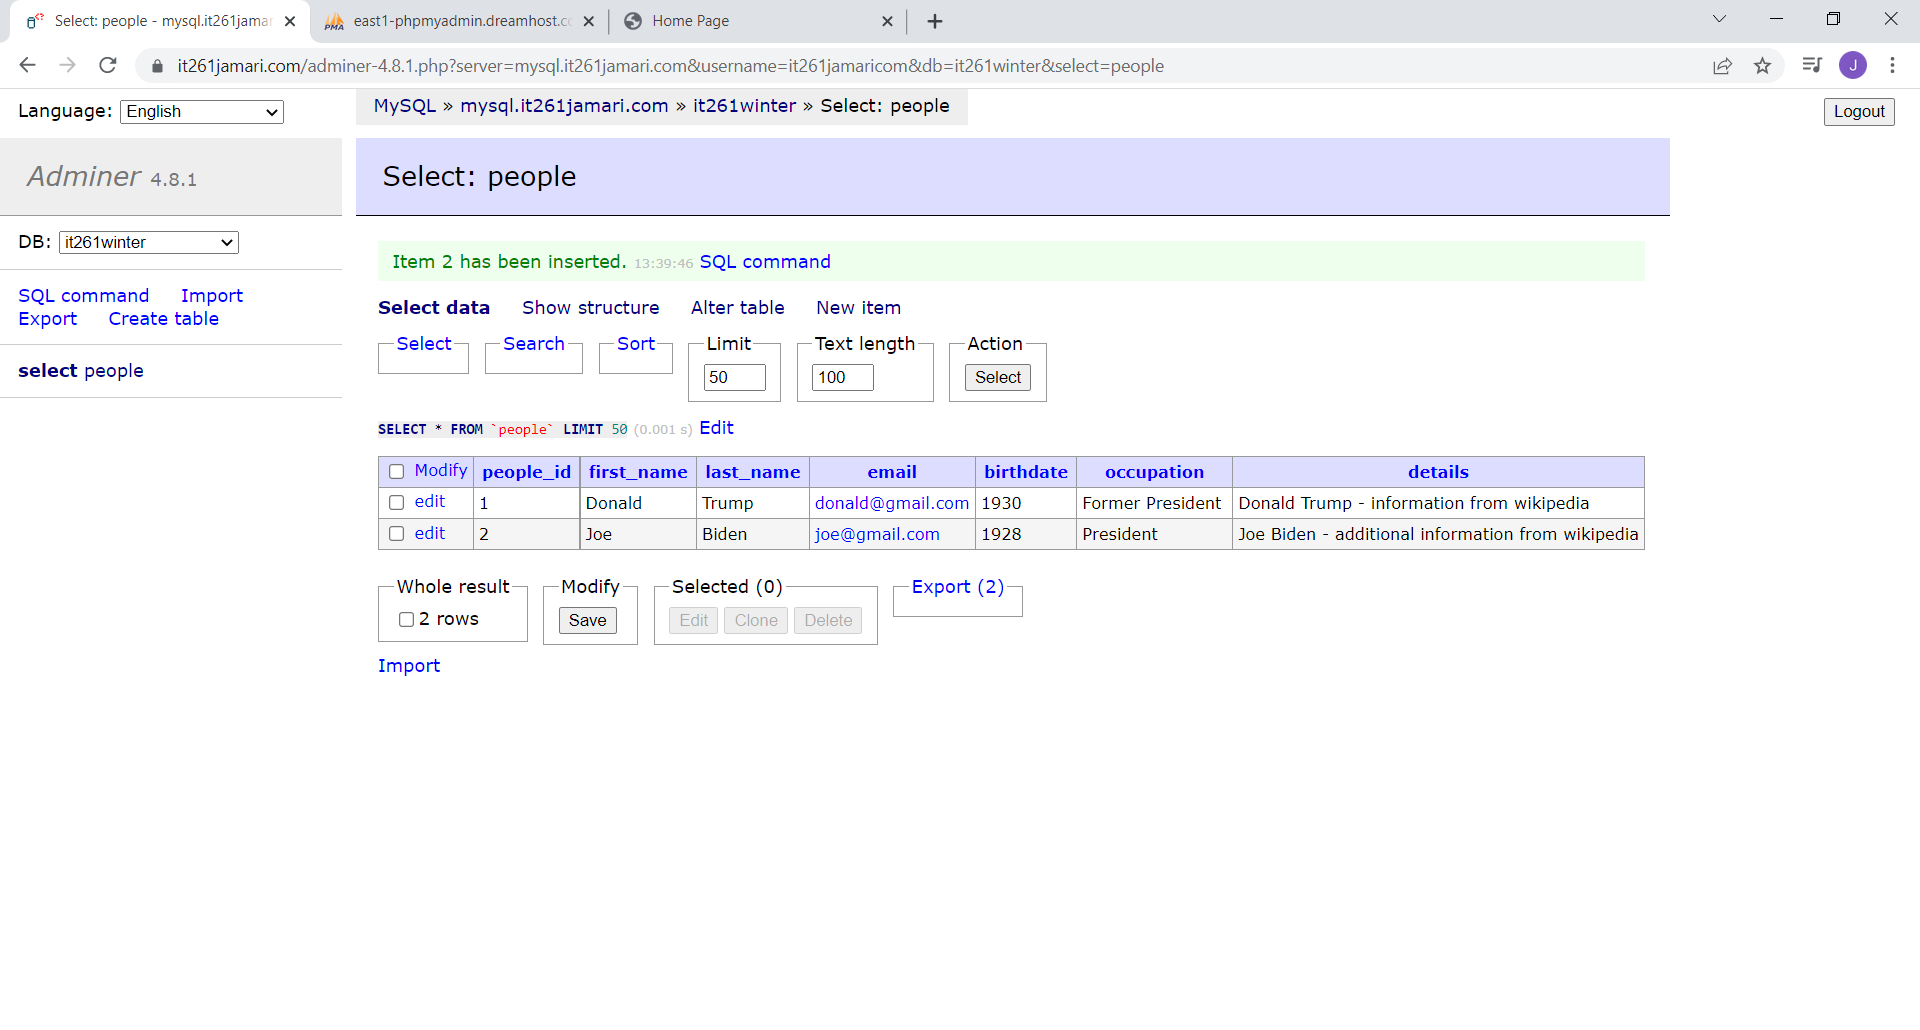 Select: people - mysql.it261jamar
east1-phpmyadmin.dreamhost.co
Home Page
it261jamari.com/adminer-4.8.1.php?server=mysql.it261jamari.com&username=it261jamaricom&db=it261winter&select=people
J
Language: English
MySQL » mysql.it261jamari.com » it261winter » Select: people
Logout
Adminer 4.8.1
Select: people
DB: it261winter
Item 2 has been inserted. 13:39:46 SQL command
SQL command Import
Export Create table
select people
Select data Show structure Alter table New item
Select Search Sort Limit Text length Action
50 100 Select
SELECT * FROM `people` LIMIT 50 (0.001 s) Edit
Modify people_id first_name last_name email birthdate occupation details
edit 1 Donald Trump donald@gmail.com 1930 Former President Donald Trump - information from wikipedia
edit 2 Joe Biden joe@gmail.com 1928 President Joe Biden - additional information from wikipedia
Whole result Modify Selected (0) Export (2)
2 rows Save Edit Clone Delete
Import